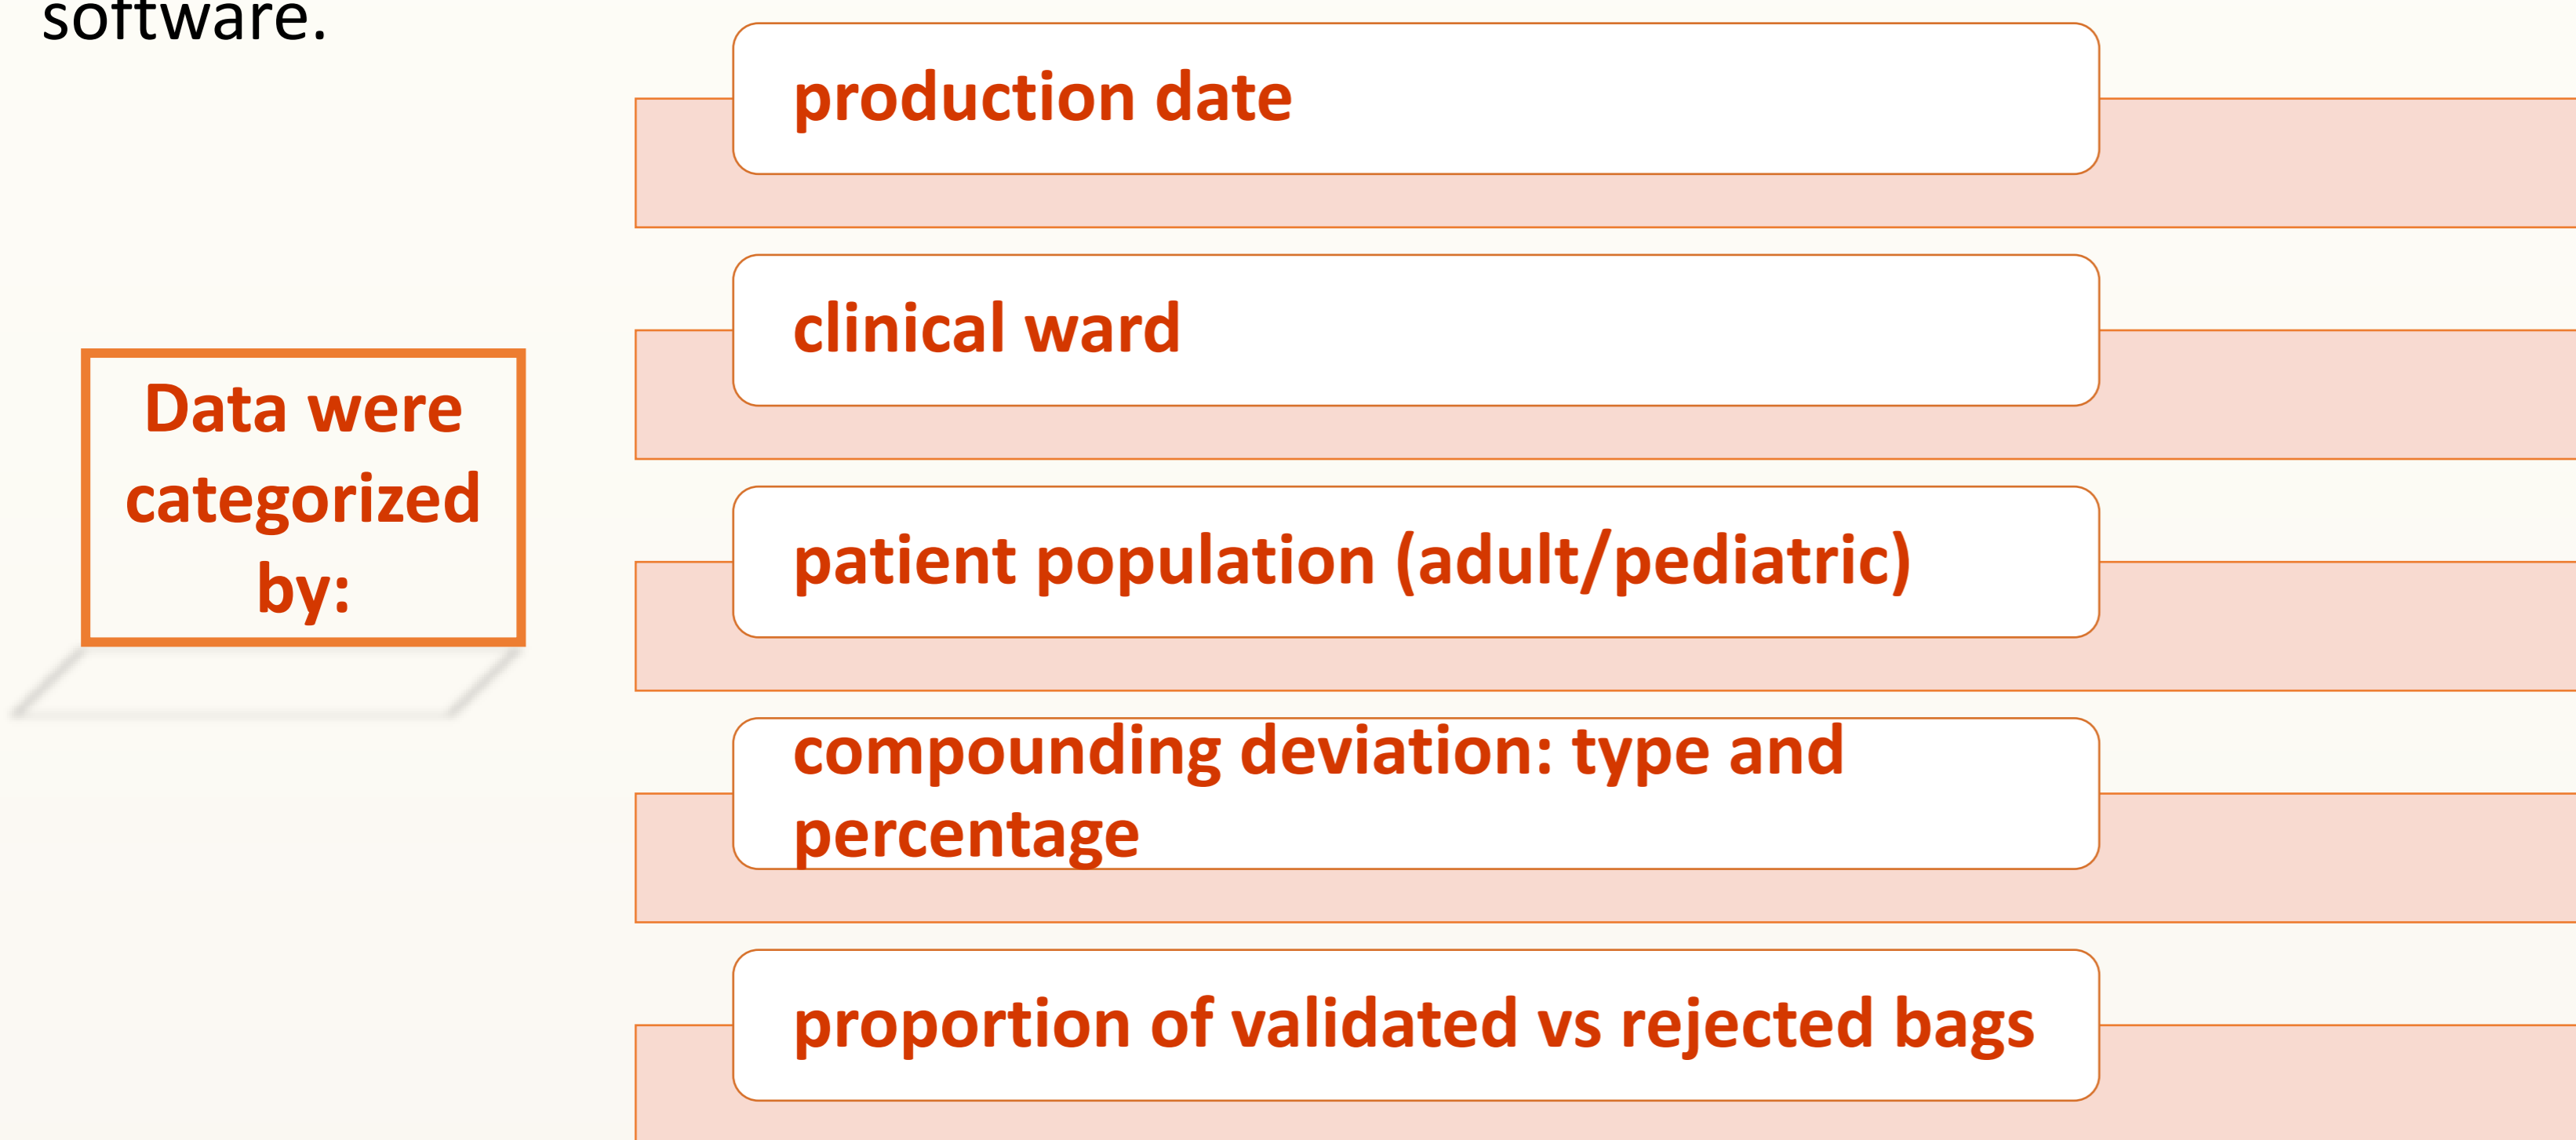 software.
Data were
categorized
by:
production date
clinical ward
patient population (adult/pediatric)
compounding deviation: type and
percentage
proportion of validated vs rejected bags